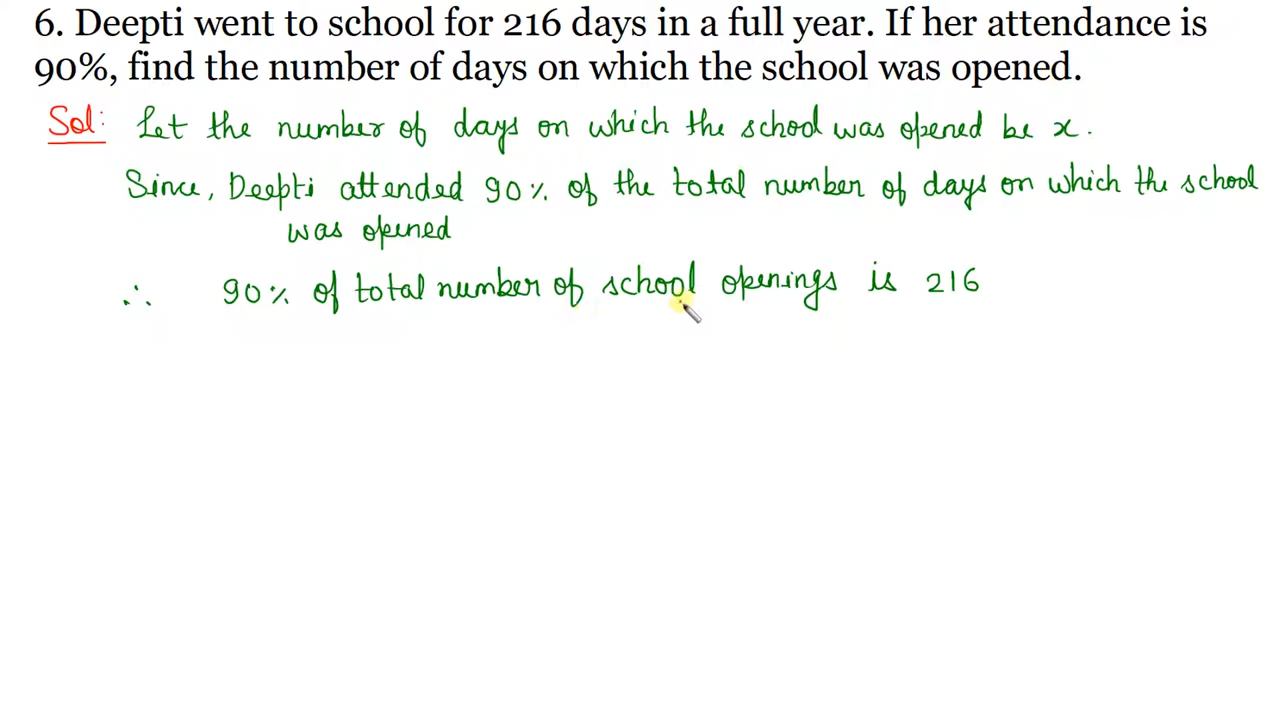 6. Deepti went to school for 216 days in a full year. If her attendance is
90%, find the number of days on which the school was opened.
Sol: Let the number of days on which the school was opened be x.
Since, Deepti attended 90% of the total number of days on which the school
was opened
∴ 90% of total number of school openings is 216